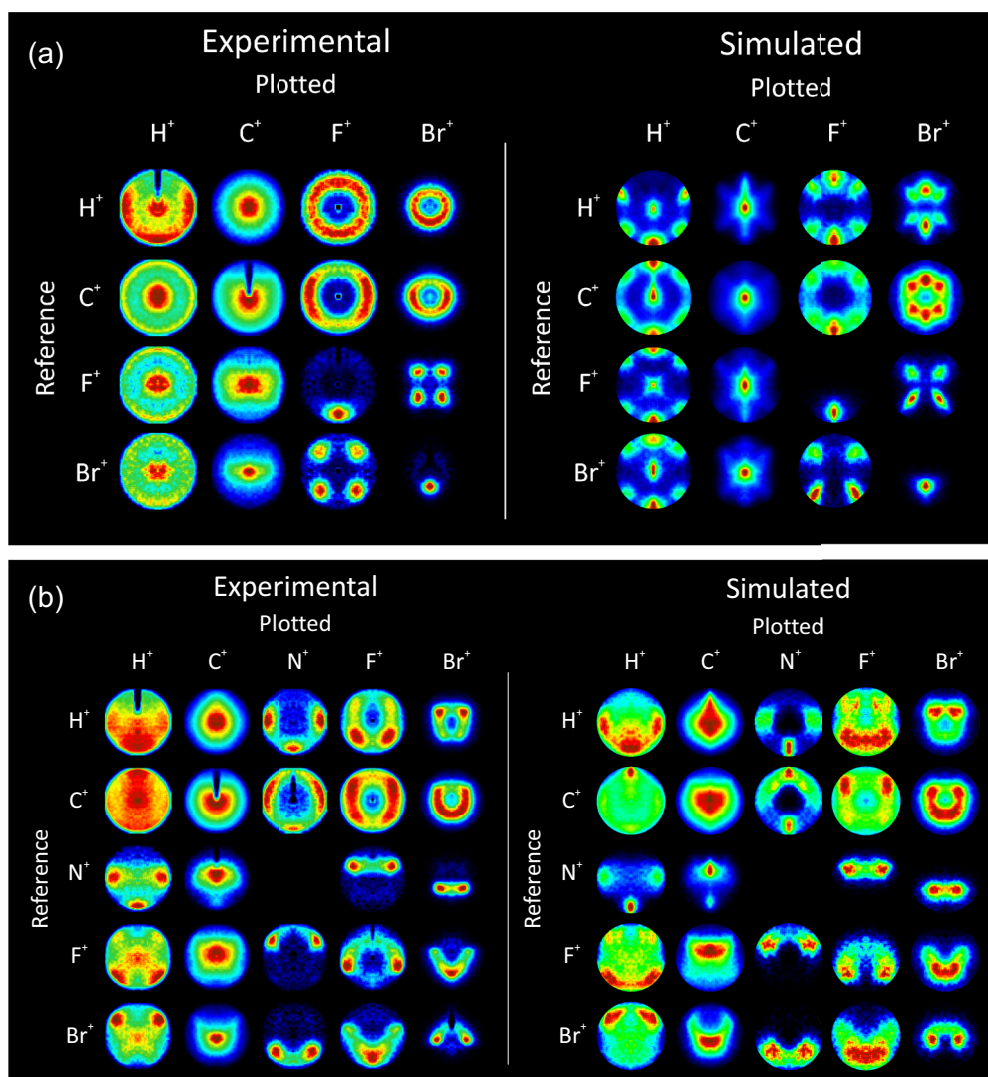 (a)
Experimental
Simulated
Plotted
Plotted
H⁺ C⁺ F⁺ Br⁺
H⁺ C⁺ F⁺ Br⁺
Reference
H⁺
C⁺
F⁺
Br⁺
Reference
H⁺
C⁺
F⁺
Br⁺
(b)
Experimental
Simulated
Plotted
Plotted
H⁺ C⁺ N⁺ F⁺ Br⁺
H⁺ C⁺ N⁺ F⁺ Br⁺
Reference
H⁺
C⁺
N⁺
F⁺
Br⁺
Reference
H⁺
C⁺
N⁺
F⁺
Br⁺